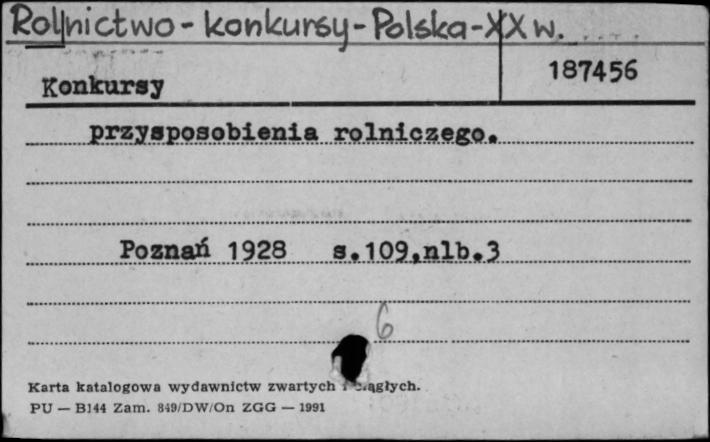 Rolnictwo - konkursy - Polska - XX w.
187456
Konkursy
przysposobienia rolniczego.
Poznań 1928 s.109,nlb.3
6
Karta katalogowa wydawnictw zwartych i ciągłych.
PU — B144 Zam. 849/DW/On ZGG — 1991